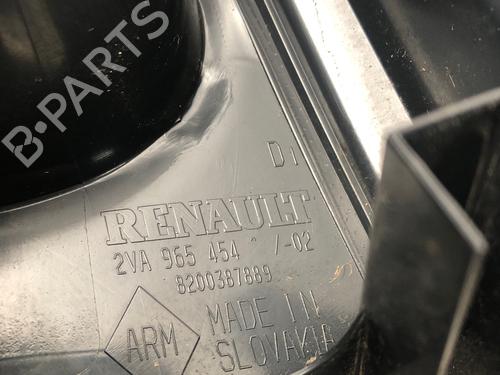 B-PARTS
D1
RENAULT
2VA 965 454 /-02
8200387889
ARM
MADE IN
SLOVAKIA